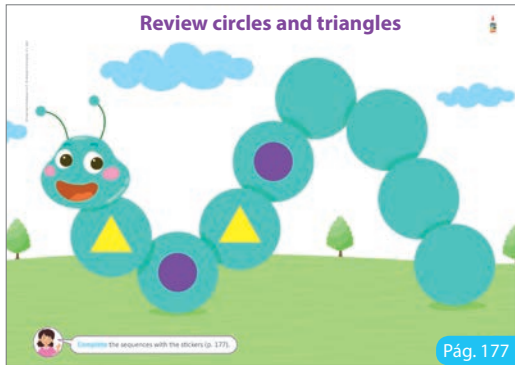 Review circles and triangles
Complete the sequences with the stickers (p. 177).
Pág. 177